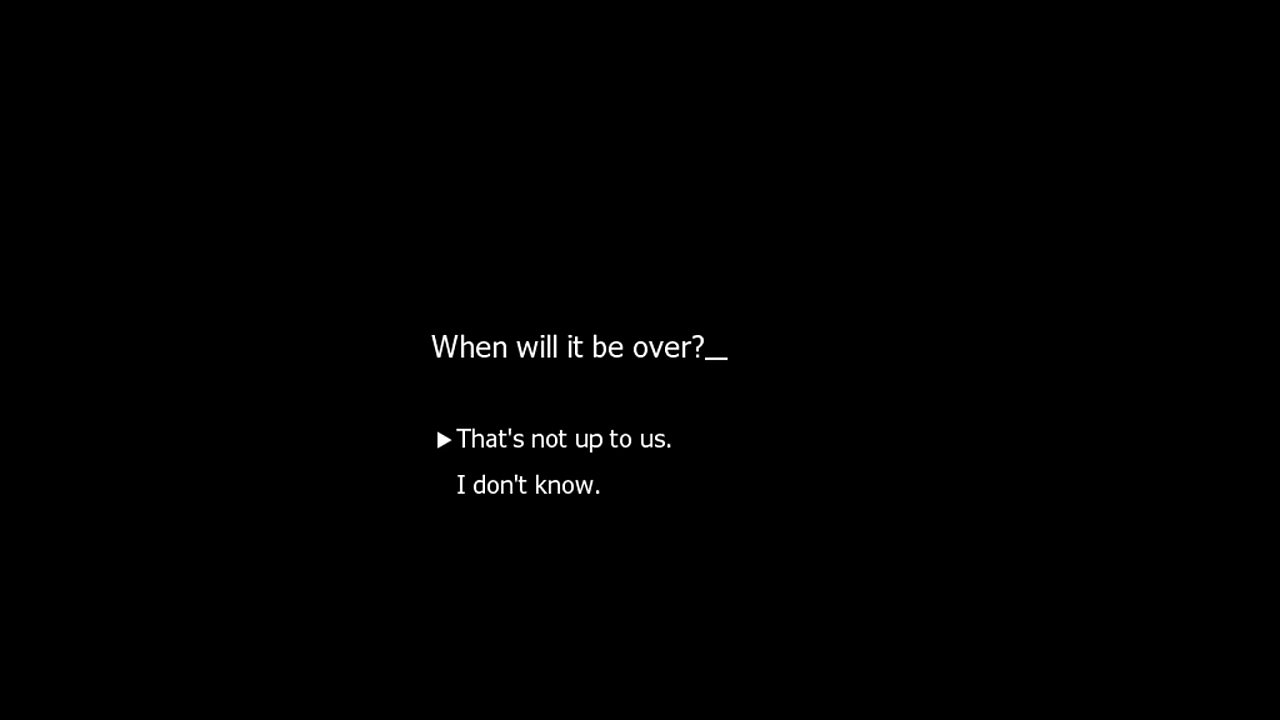 When will it be over?_
▶That's not up to us.
I don't know.